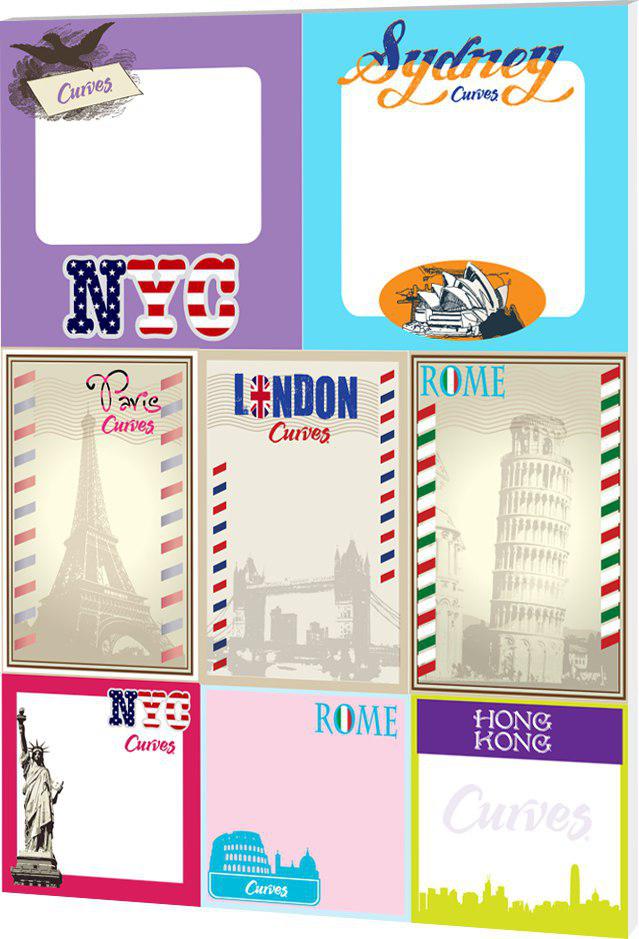 Curves
NYC
Sydney
Curves
Paris
Curves
LONDON
Curves
ROME
NYC
Curves
ROME
Curves
HONG
KONG
Curves